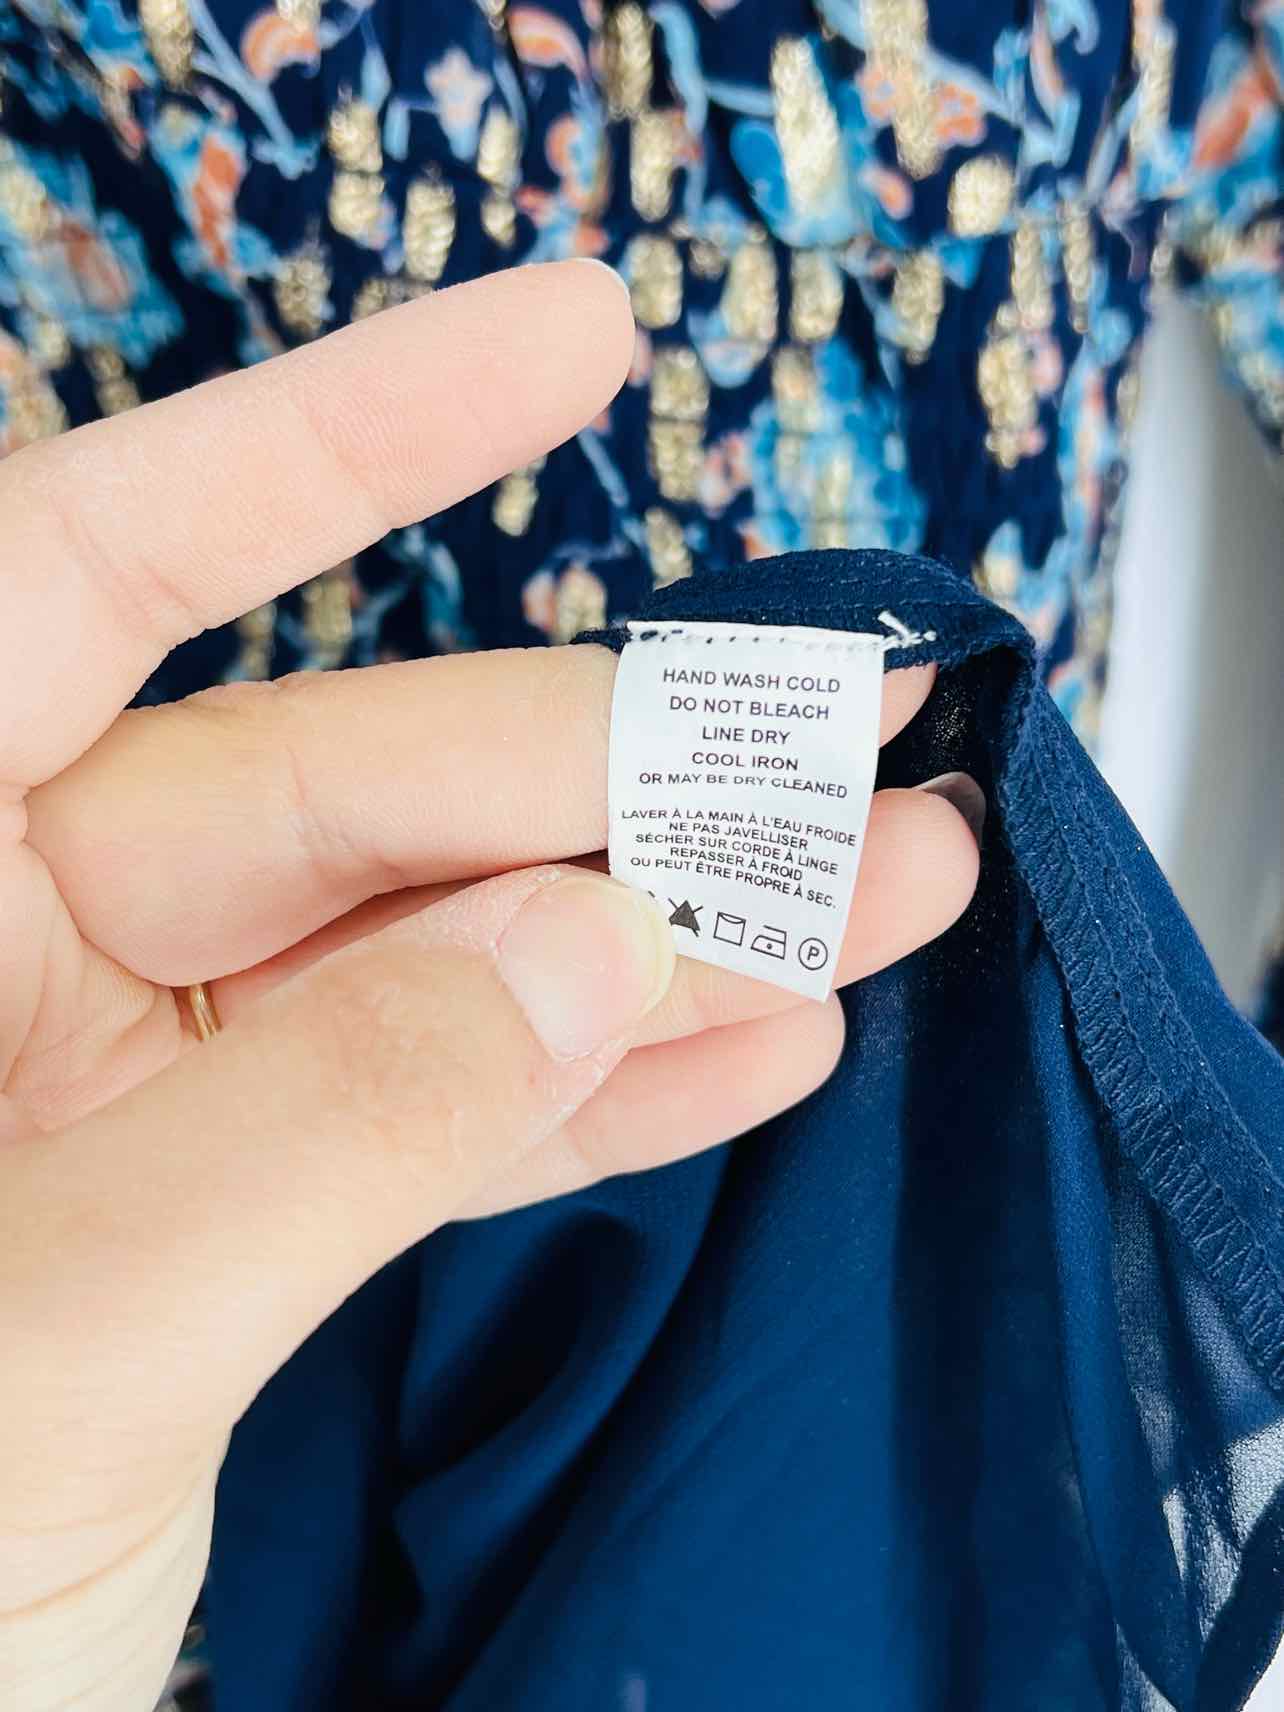 HAND WASH COLD
DO NOT BLEACH
LINE DRY
COOL IRON
OR MAY BE DRY CLEANED
LAVER À LA MAIN À L'EAU FROIDE
NE PAS JAVELLISER
SÉCHER SUR CORDE À LINGE
REPASSER À FROID
OU PEUT ÊTRE PROPRE À SEC.
P